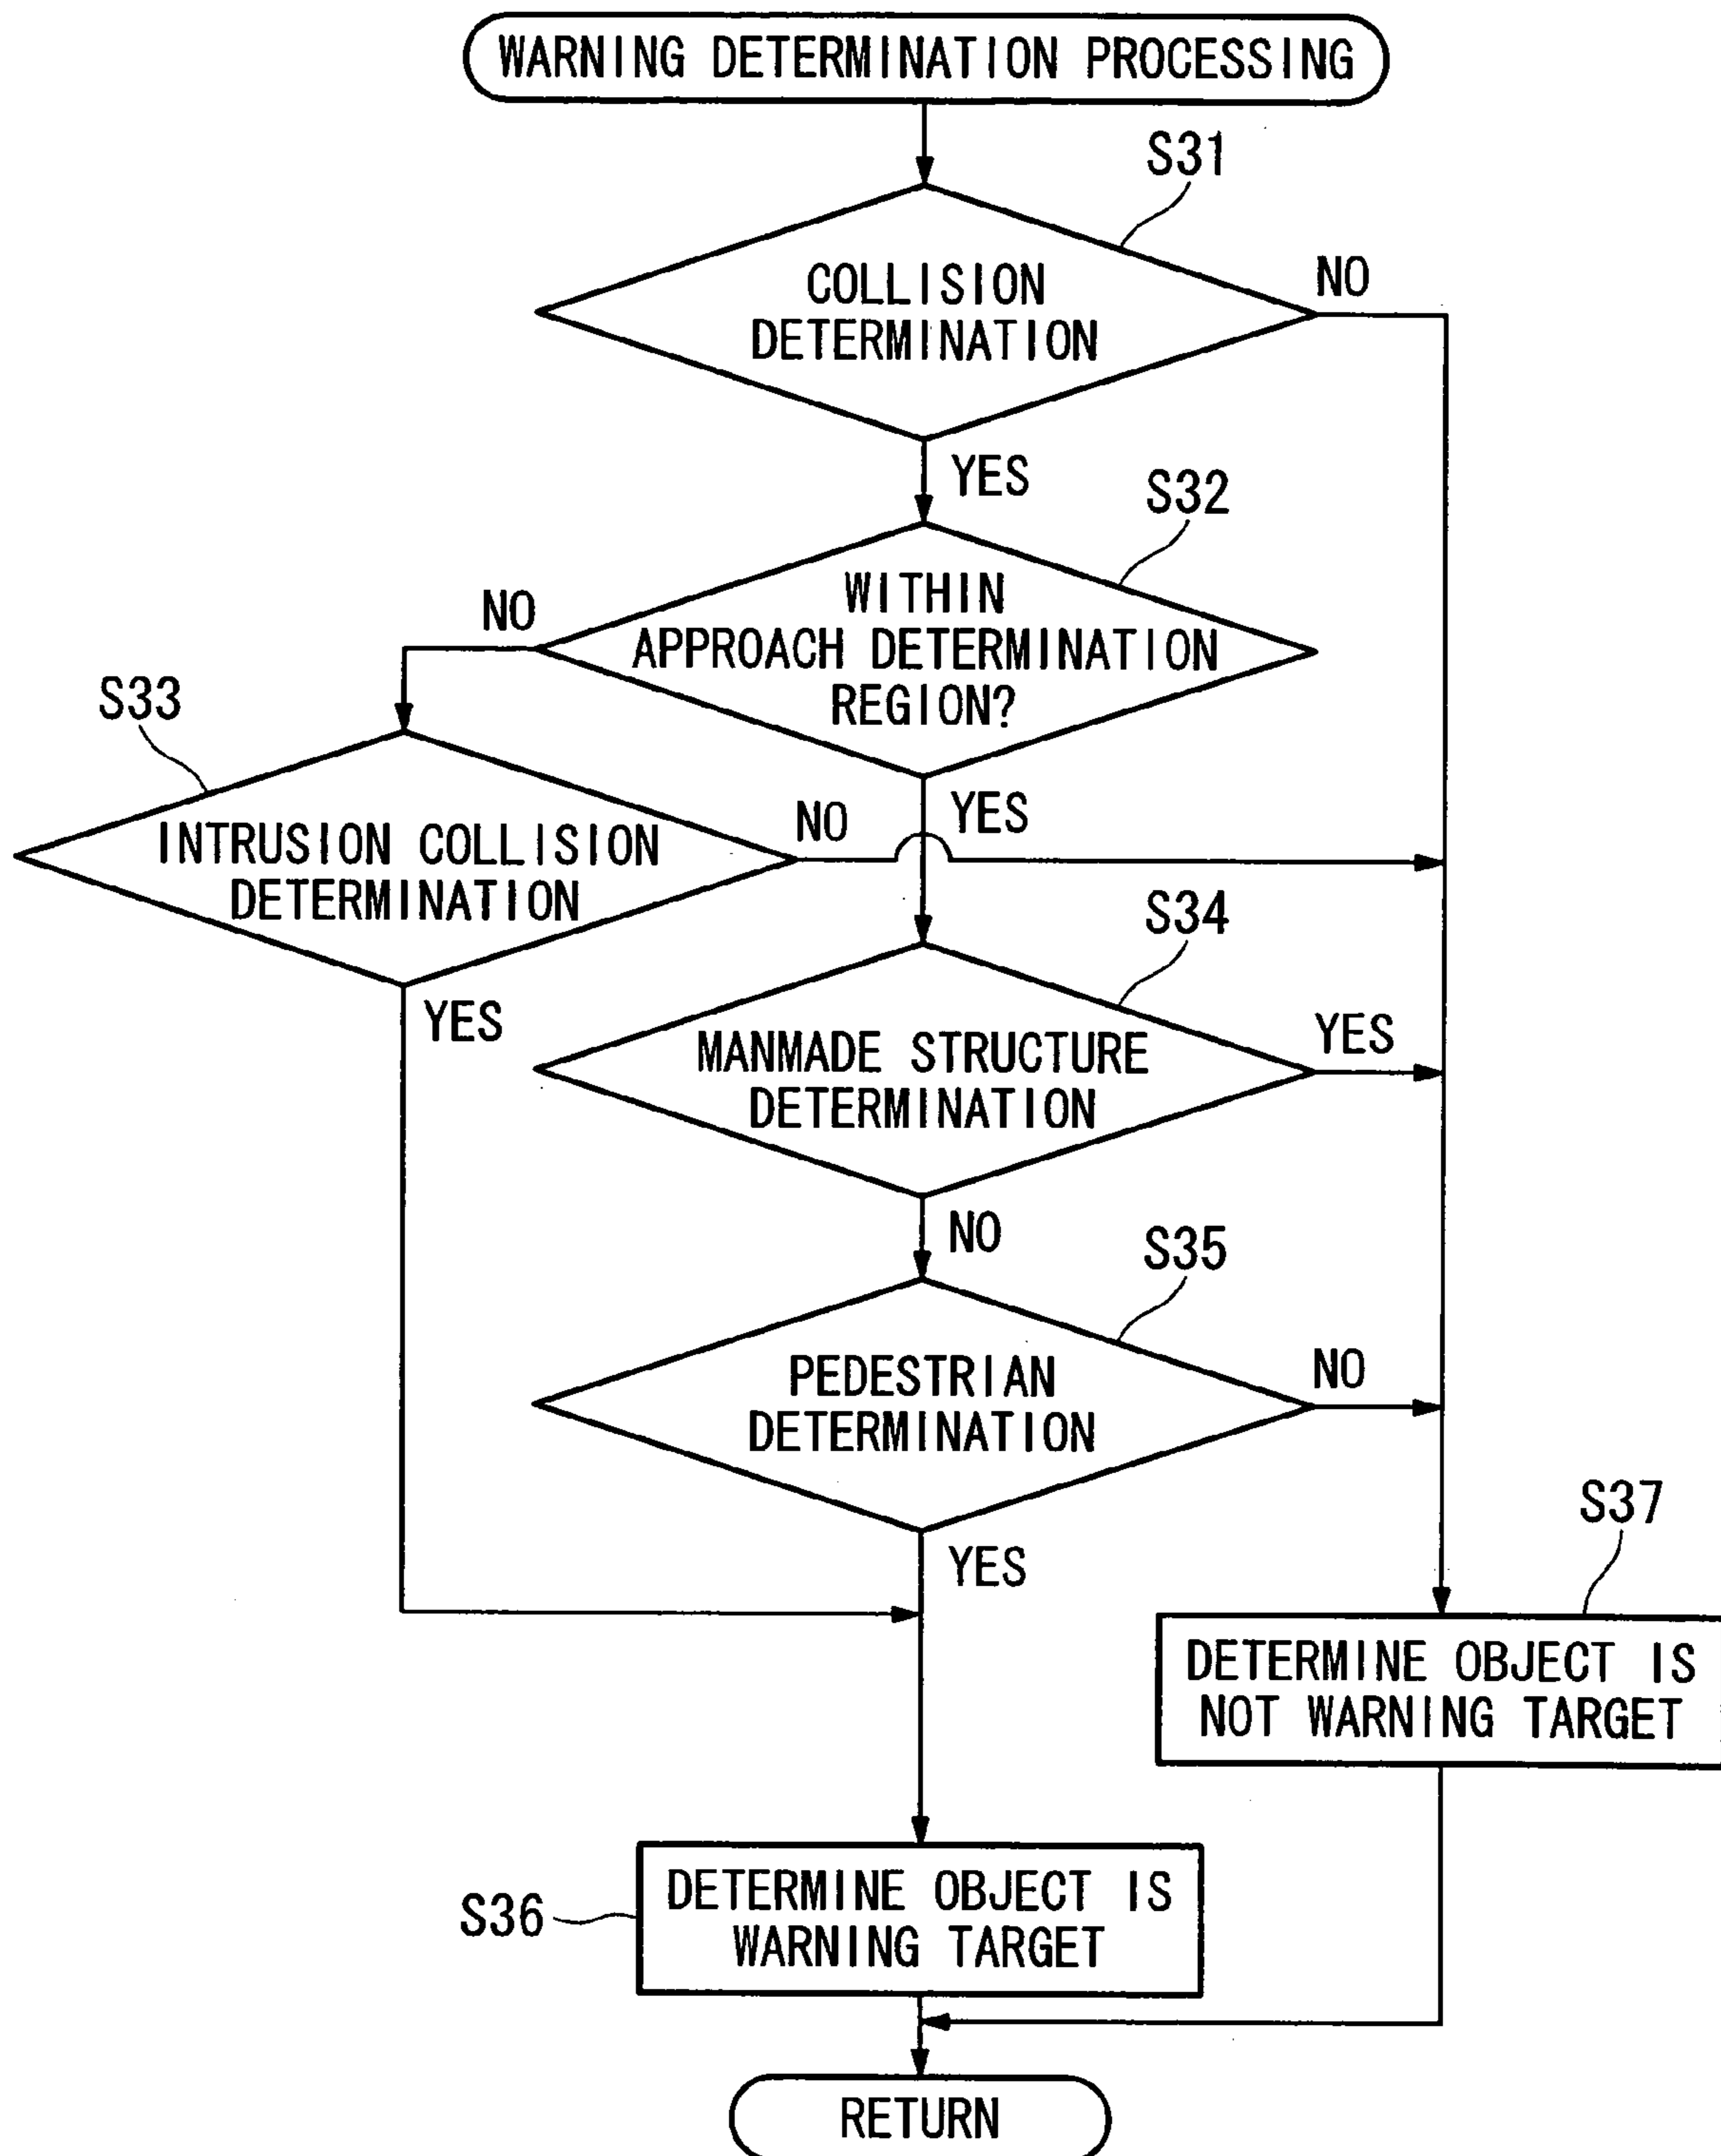 WARNING DETERMINATION PROCESSING
S31
COLLISION
DETERMINATION
NO
YES
S32
WITHIN
APPROACH DETERMINATION
REGION?
NO
YES
S33
INTRUSION COLLISION
DETERMINATION
NO
YES
S34
MANMADE STRUCTURE
DETERMINATION
YES
NO
S35
PEDESTRIAN
DETERMINATION
NO
YES
S37
DETERMINE OBJECT IS
NOT WARNING TARGET
S36
DETERMINE OBJECT IS
WARNING TARGET
RETURN